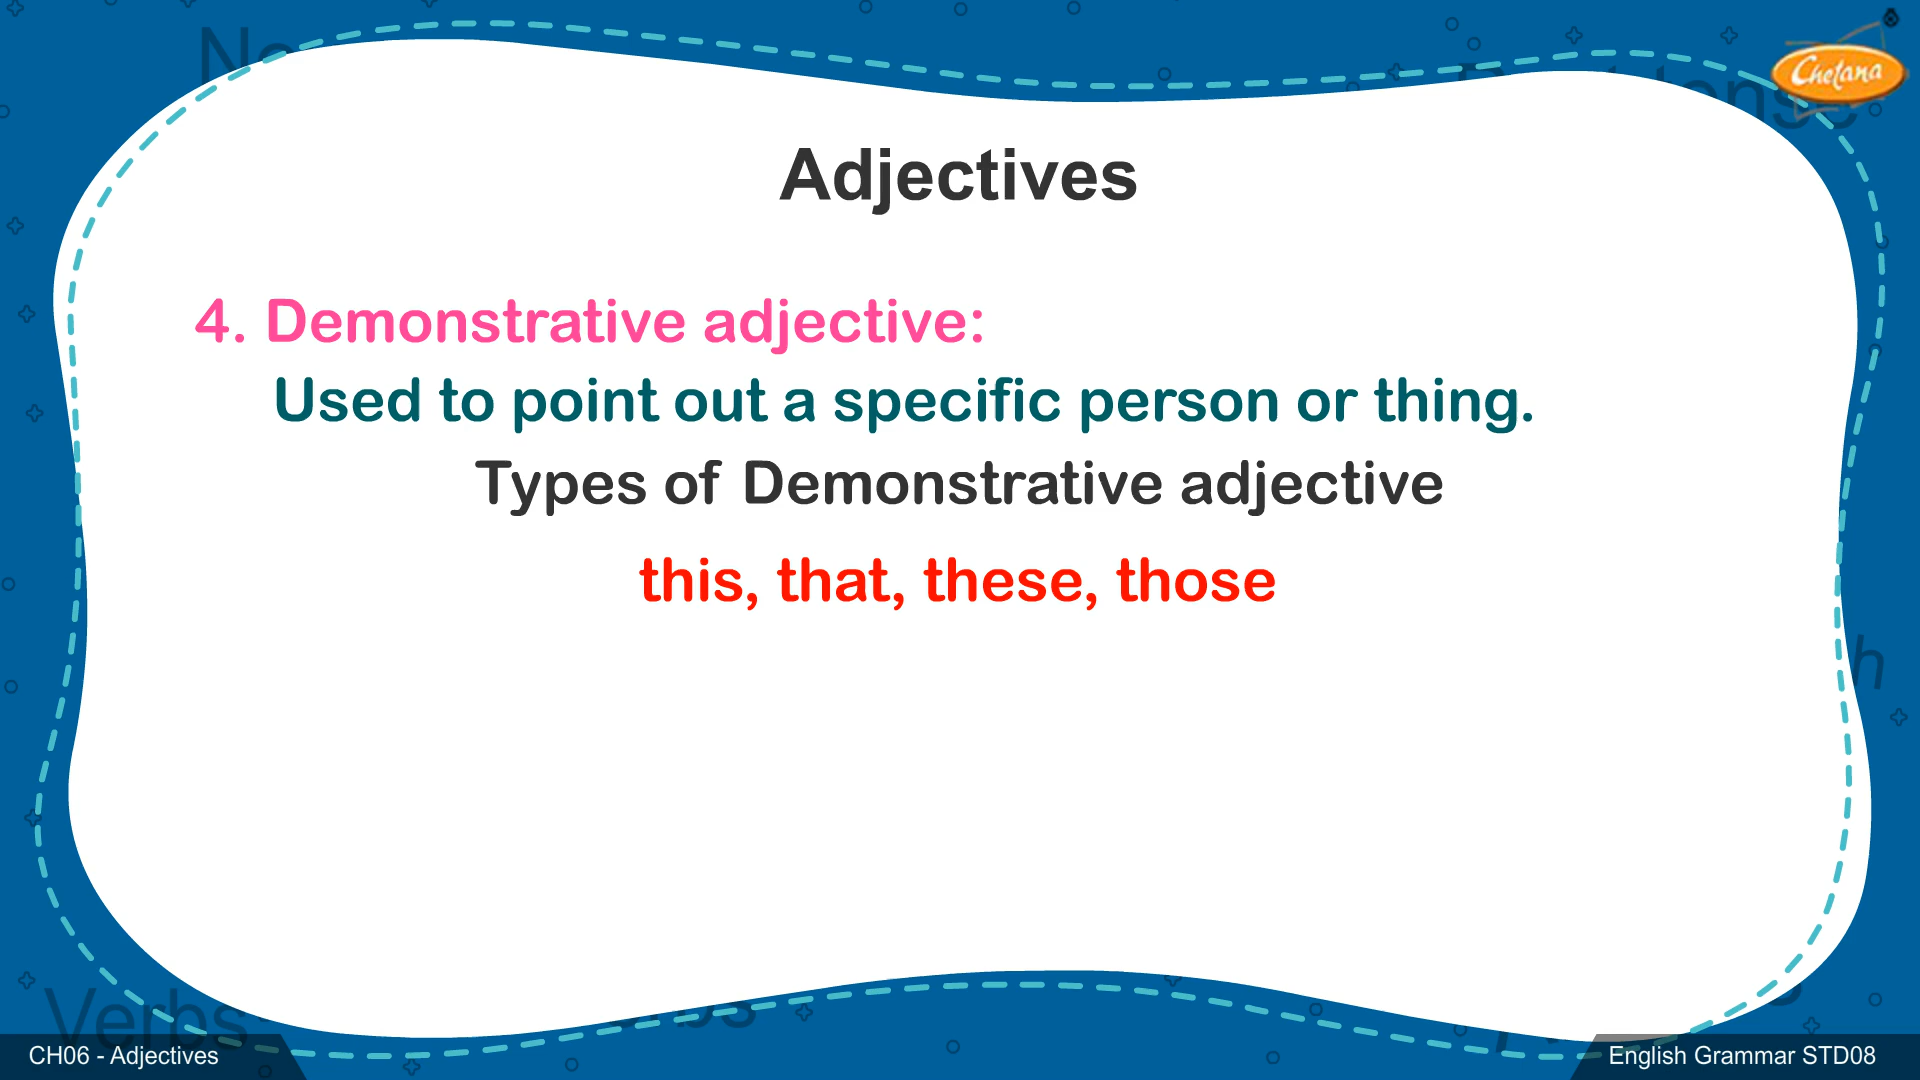 Chetana
Adjectives
4. Demonstrative adjective:
Used to point out a specific person or thing.
Types of Demonstrative adjective
this, that, these, those
Verbs
CH06 - Adjectives
English Grammar STD08